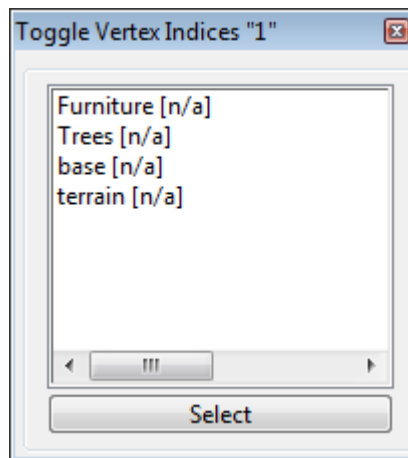 Toggle Vertex Indices "1"
Furniture [n/a]
Trees [n/a]
base [n/a]
terrain [n/a]
Select